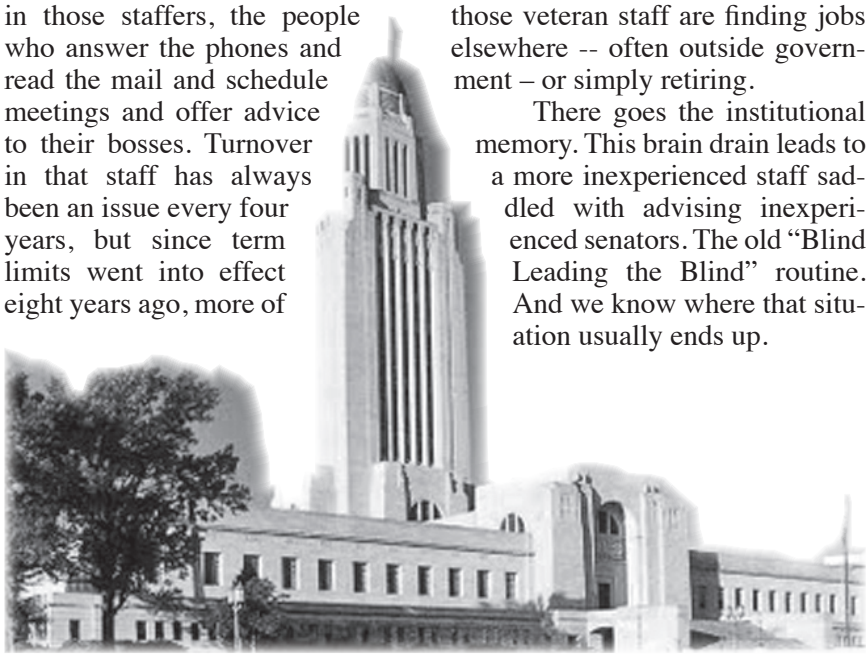 in those staffers, the people
who answer the phones and
read the mail and schedule
meetings and offer advice
to their bosses. Turnover
in that staff has always
been an issue every four
years, but since term
limits went into effect
eight years ago, more of
those veteran staff are finding jobs
elsewhere -- often outside govern-
ment – or simply retiring.
There goes the institutional
memory. This brain drain leads to
a more inexperienced staff sad-
dled with advising inexperi-
enced senators. The old “Blind
Leading the Blind” routine.
And we know where that situ-
ation usually ends up.